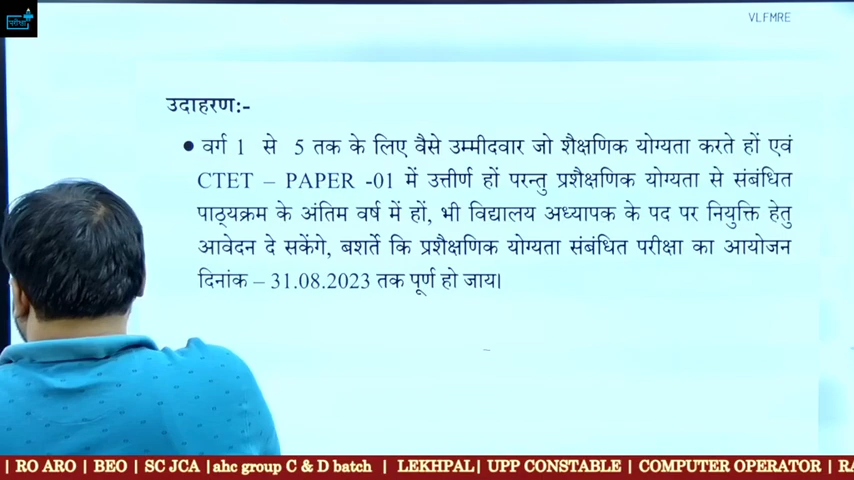 परीक्षा
VLFMRE
उदाहरण:-
● वर्ग 1 से 5 तक के लिए वैसे उम्मीदवार जो शैक्षणिक योग्यता करते हों एवं
CTET – PAPER -01 में उत्तीर्ण हों परन्तु प्रशैक्षणिक योग्यता से संबंधित
पाठ्यक्रम के अंतिम वर्ष में हों, भी विद्यालय अध्यापक के पद पर नियुक्ति हेतु
आवेदन दे सकेंगे, बशर्ते कि प्रशैक्षणिक योग्यता संबंधित परीक्षा का आयोजन
दिनांक – 31.08.2023 तक पूर्ण हो जाय।
| RO ARO | BEO | SC JCA |ahc group C & D batch | LEKHPAL| UPP CONSTABLE | COMPUTER OPERATOR | RA